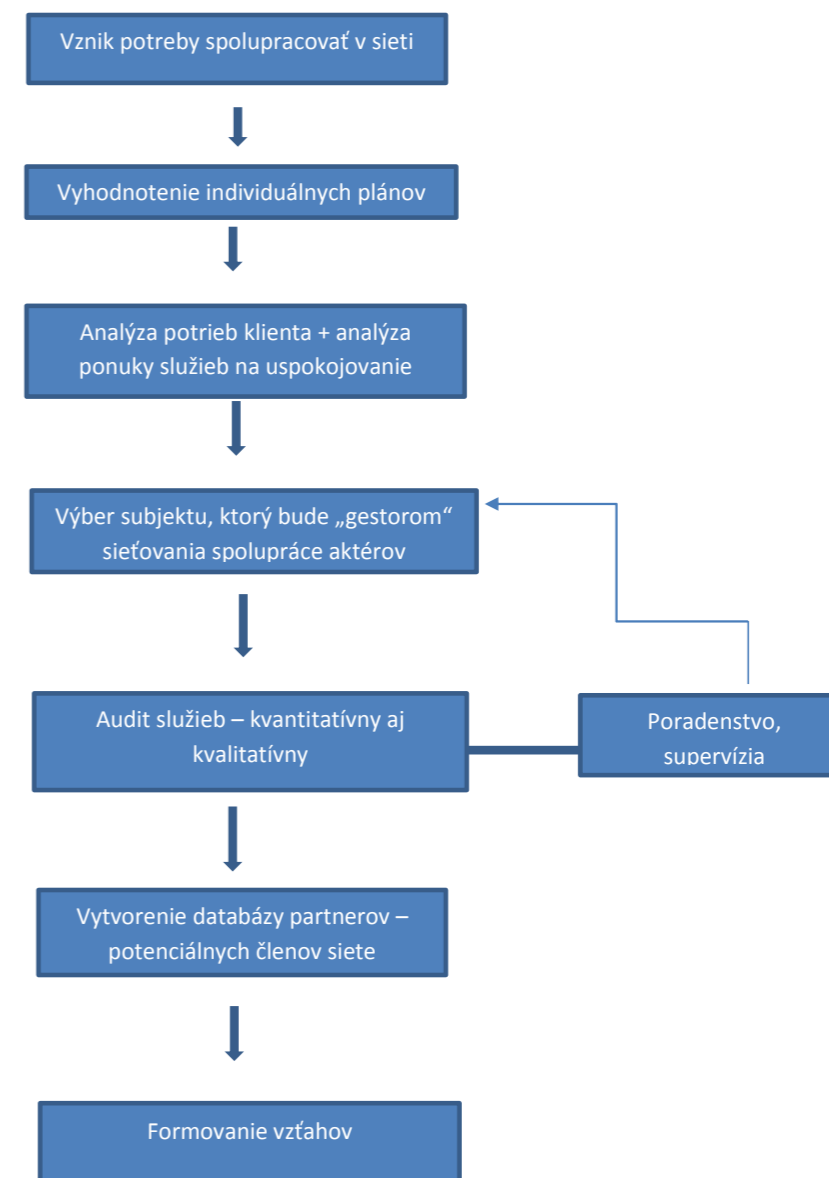 Vznik potreby spolupracovať v sieti
Vyhodnotenie individuálnych plánov
Analýza potrieb klienta + analýza
ponuky služieb na uspokojovanie
Výber subjektu, ktorý bude „gestorom“
sieťovania spolupráce aktérov
Audit služieb – kvantitatívny aj
kvalitatívny
Poradenstvo,
supervízia
Vytvorenie databázy partnerov –
potenciálnych členov siete
Formovanie vzťahov